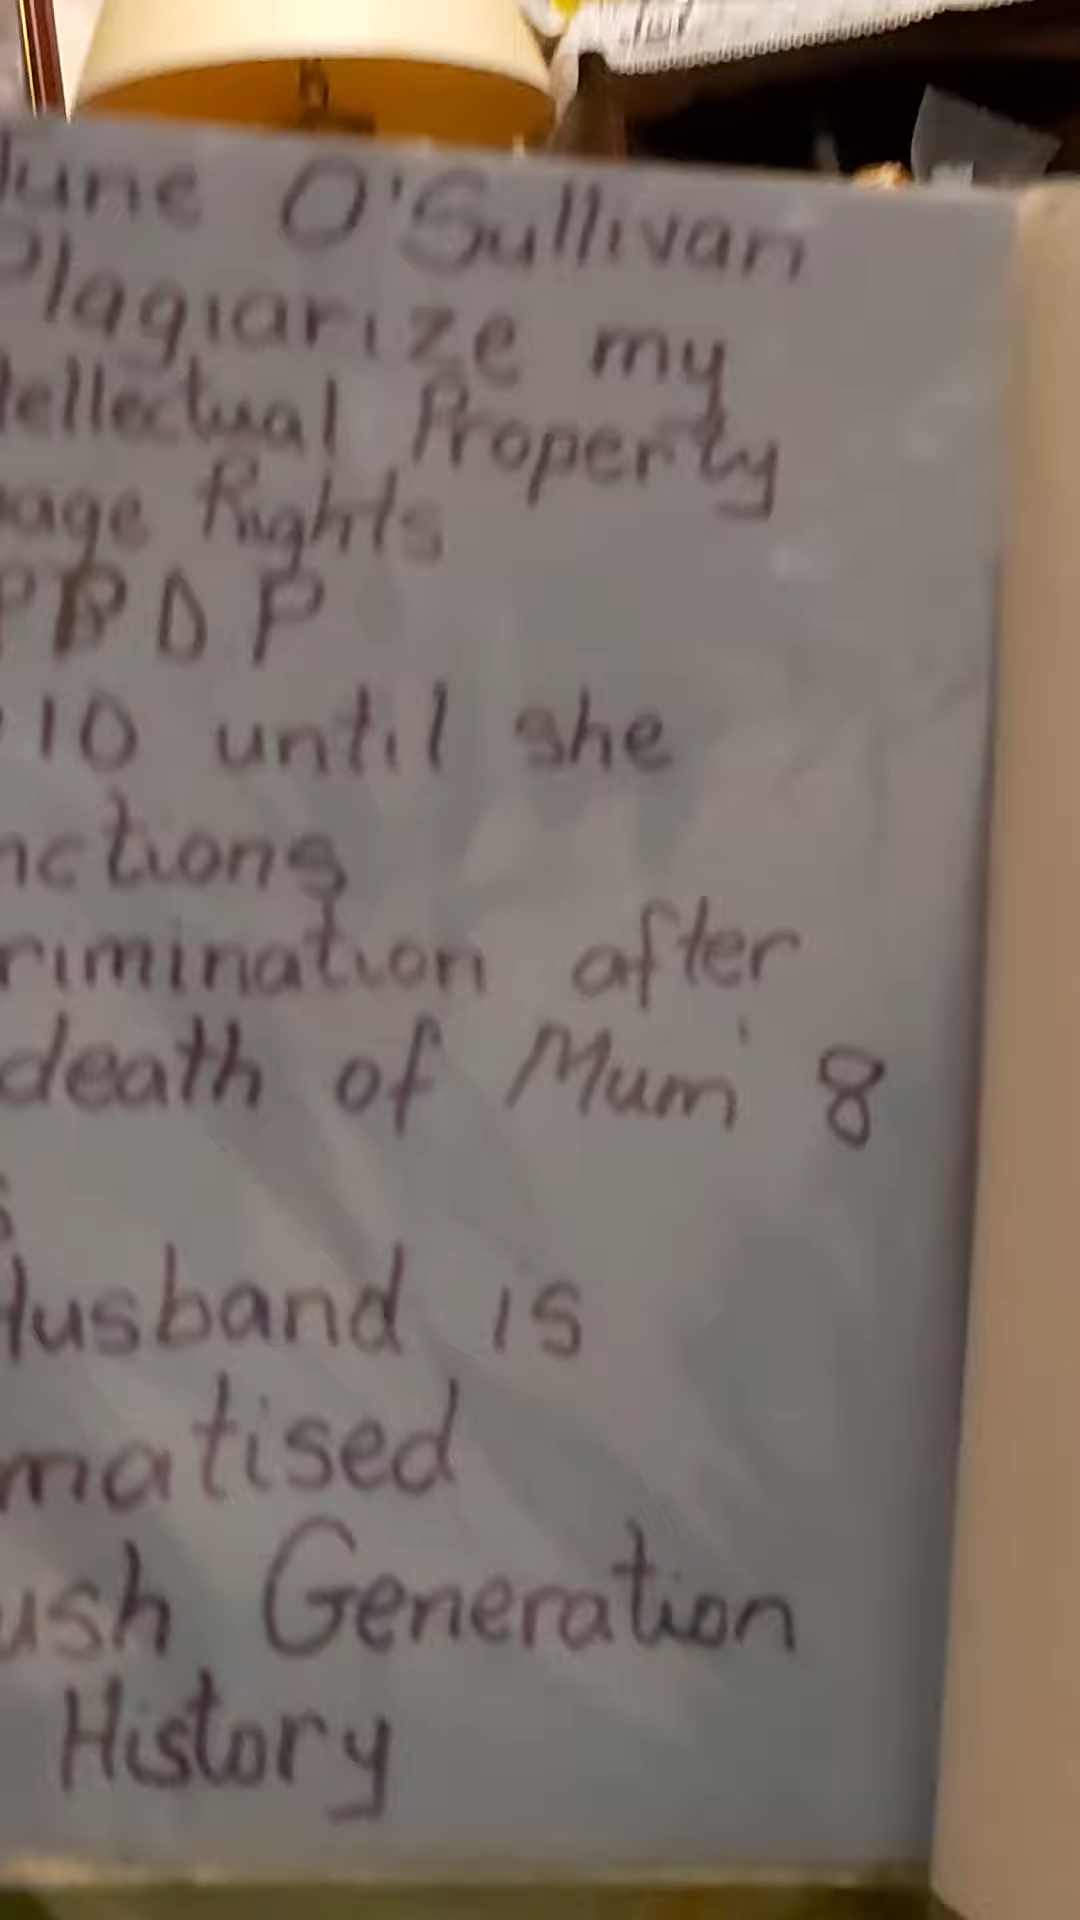 June O'Sullivan
Plagiarize my
tellectual Property
age Rights
PBDP
10 until she
nctions
rimination after
death of Mum 8
s
Husband is
matised
ush Generation
History